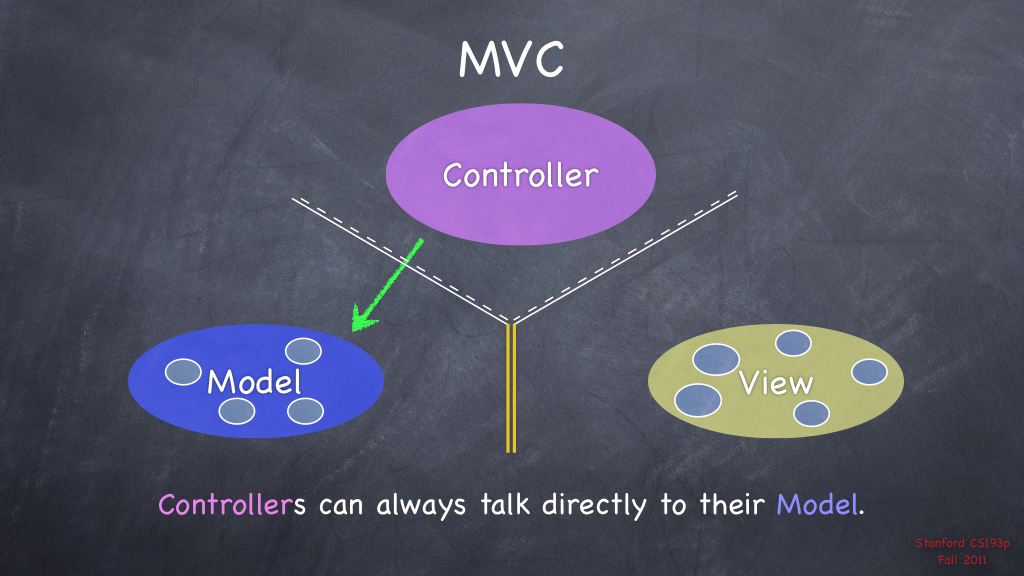 MVC
Controller
Model
View
Controllers can always talk directly to their Model.
Stanford CS193p
Fall 2011